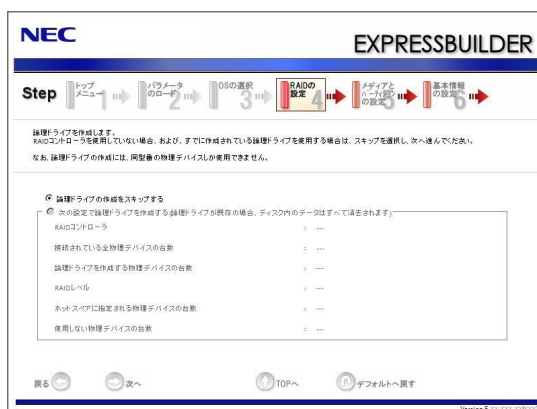 NEC
EXPRESSBUILDER
Step
トップ
メニュー 1
パラメータ
のロード 2
OSの選択
3
RAIDの
設定 4
メディアと
パーティション
の設定 5
基本情報
の設定 6
論理ドライブを作成します。
RAIDコントローラを使用していない場合、および、すでに作成されている論理ドライブを使用する場合は、スキップを選択し、次へ進んでください。
なお、論理ドライブの作成には、同型番の物理デバイスしか使用できません。
論理ドライブの作成をスキップする
次の設定で論理ドライブを作成する(論理ドライブが既存の場合、ディスク内のデータはすべて消去されます)
RAIDコントローラ : ---
接続されている全物理デバイスの台数 : ---
論理ドライブを作成する物理デバイスの台数 : ---
RAIDレベル : ---
ホットスペアに指定される物理デバイスの台数 : ---
使用しない物理デバイスの台数 : ---
戻る
次へ
TOPへ
デフォルトへ戻す
Version 5